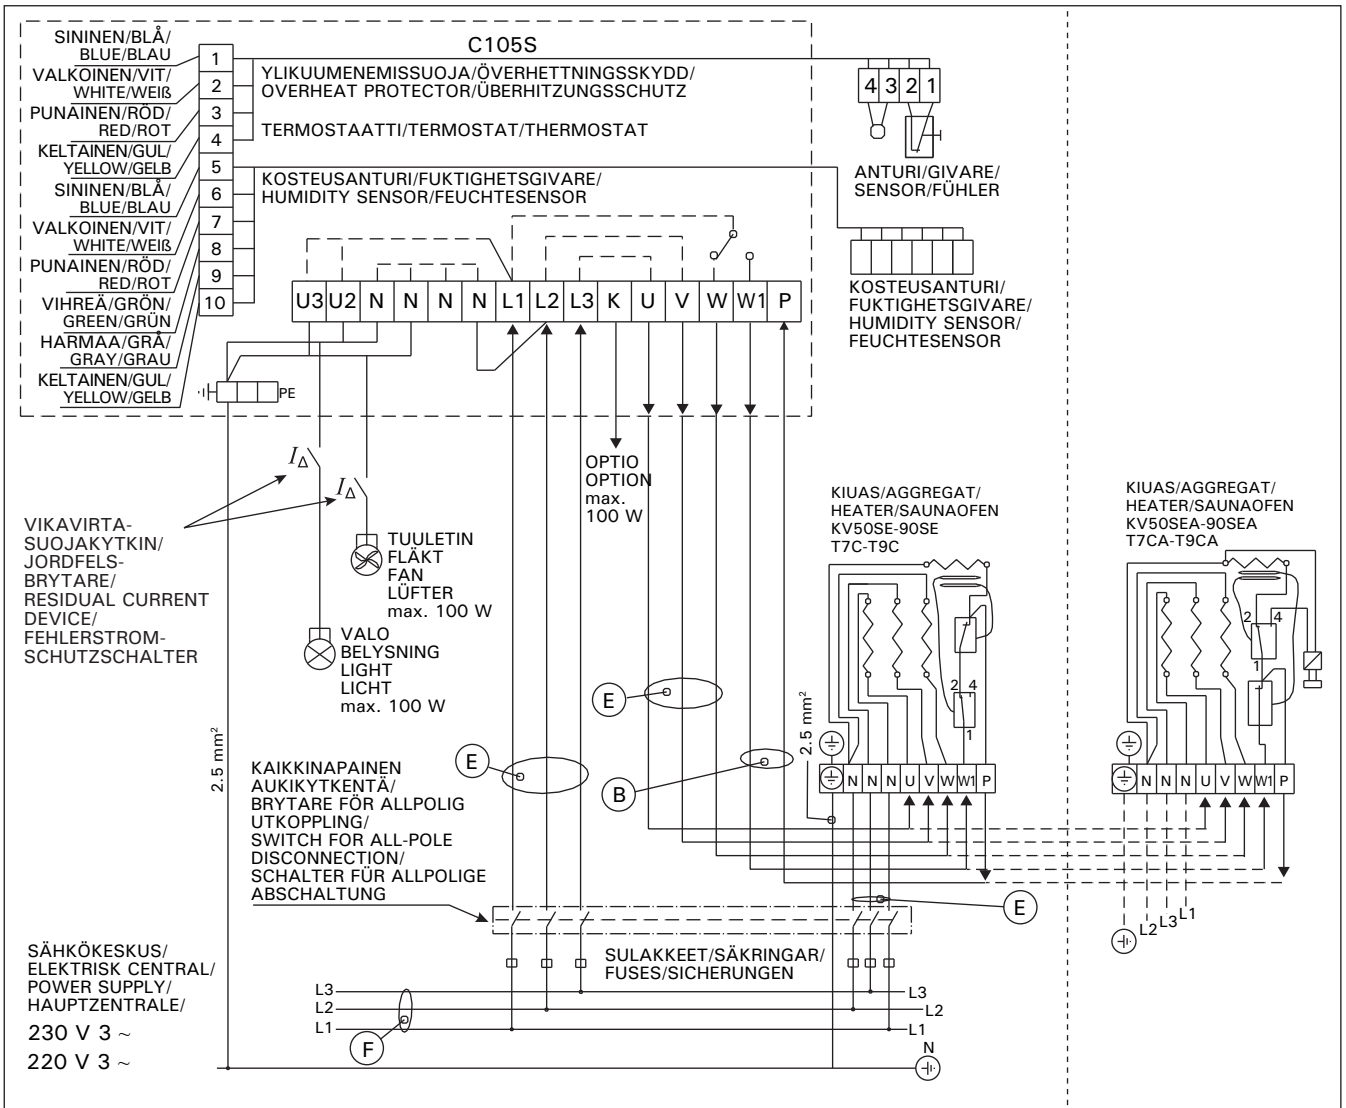 C105S
SININEN/BLÅ/
BLUE/BLAU
VALKOINEN/VIT/
WHITE/WEIß
PUNAINEN/RÖD/
RED/ROT
KELTAINEN/GUL/
YELLOW/GELB
SININEN/BLÅ/
BLUE/BLAU
VALKOINEN/VIT/
WHITE/WEIß
PUNAINEN/RÖD/
RED/ROT
VIHREÄ/GRÖN/
GREEN/GRÜN
HARMAA/GRÅ/
GRAY/GRAU
KELTAINEN/GUL/
YELLOW/GELB
1
2
3
4
5
6
7
8
9
10
YLIKUUMENEMISSUOJA/ÖVERHETTNINGSSKYDD/
OVERHEAT PROTECTOR/ÜBERHITZUNGSSCHUTZ
TERMOSTAATTI/TERMOSTAT/THERMOSTAT
KOSTEUSANTURI/FUKTIGHETSGIVARE/
HUMIDITY SENSOR/FEUCHTESENSOR
4 3 2 1
ANTURI/GIVARE/
SENSOR/FÜHLER
KOSTEUSANTURI/
FUKTIGHETSGIVARE/
HUMIDITY SENSOR/
FEUCHTESENSOR
U3 U2 N N N N L1 L2 L3 K U V W W1 P
PE
I∆
I∆
VIKAVIRTA-
SUOJAKYTKIN/
JORDFELS-
BRYTARE/
RESIDUAL CURRENT
DEVICE/
FEHLERSTROM-
SCHUTZSCHALTER
TUULETIN
FLÄKT
FAN
LÜFTER
max. 100 W
VALO
BELYSNING
LIGHT
LICHT
max. 100 W
OPTIO
OPTION
max.
100 W
KIUAS/AGGREGAT/
HEATER/SAUNAOFEN
KV50SE-90SE
T7C-T9C
2 4
1
N N N U V W W1 P
KIUAS/AGGREGAT/
HEATER/SAUNAOFEN
KV50SEA-90SEA
T7CA-T9CA
2 4
1
N N N U V W W1 P
L2 L3 L1
E
E
B
E
F
2.5 mm²
2.5 mm²
KAIKKINAPAINEN
AUKIKYTKENTÄ/
BRYTARE FÖR ALLPOLIG
UTKOPPLING/
SWITCH FOR ALL-POLE
DISCONNECTION/
SCHALTER FÜR ALLPOLIGE
ABSCHALTUNG
SULAKKEET/SÄKRINGAR/
FUSES/SICHERUNGEN
SÄHKÖKESKUS/
ELEKTRISK CENTRAL/
POWER SUPPLY/
HAUPTZENTRALE/
230 V 3 ~
220 V 3 ~
L3
L2
L1
L3
L2
L1
N